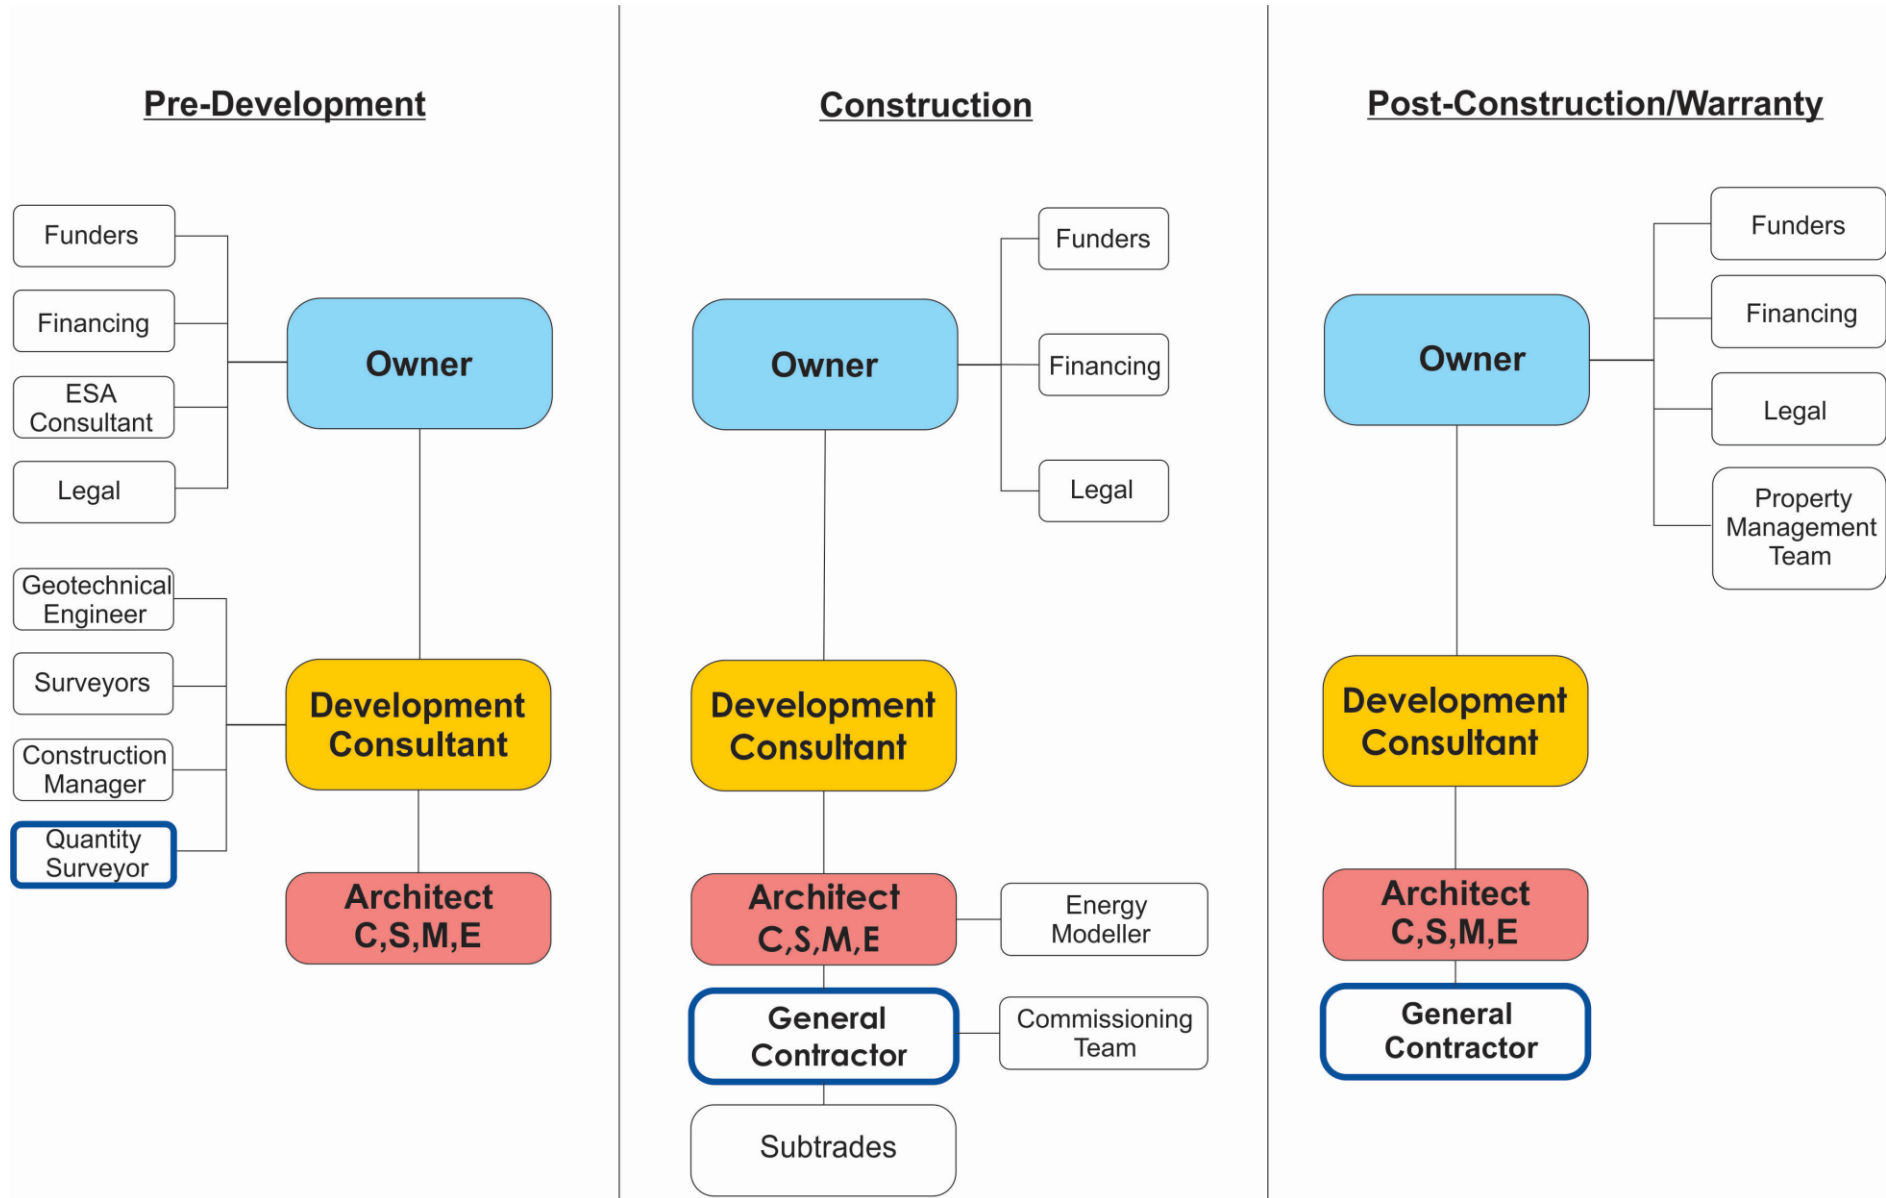 Pre-Development
Funders
Financing
ESA
Consultant
Legal
Owner
Geotechnical
Engineer
Surveyors
Construction
Manager
Quantity
Surveyor
Development
Consultant
Architect
C,S,M,E
Construction
Owner
Funders
Financing
Legal
Development
Consultant
Architect
C,S,M,E
Energy
Modeller
General
Contractor
Commissioning
Team
Subtrades
Post-Construction/Warranty
Owner
Funders
Financing
Legal
Property
Management
Team
Development
Consultant
Architect
C,S,M,E
General
Contractor